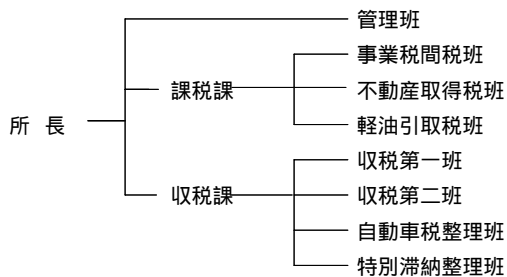 管理班
事業税間税班
課税課
不動産取得税班
所 長
軽油引取税班
収税第一班
収税課
収税第二班
自動車税整理班
特別滞納整理班